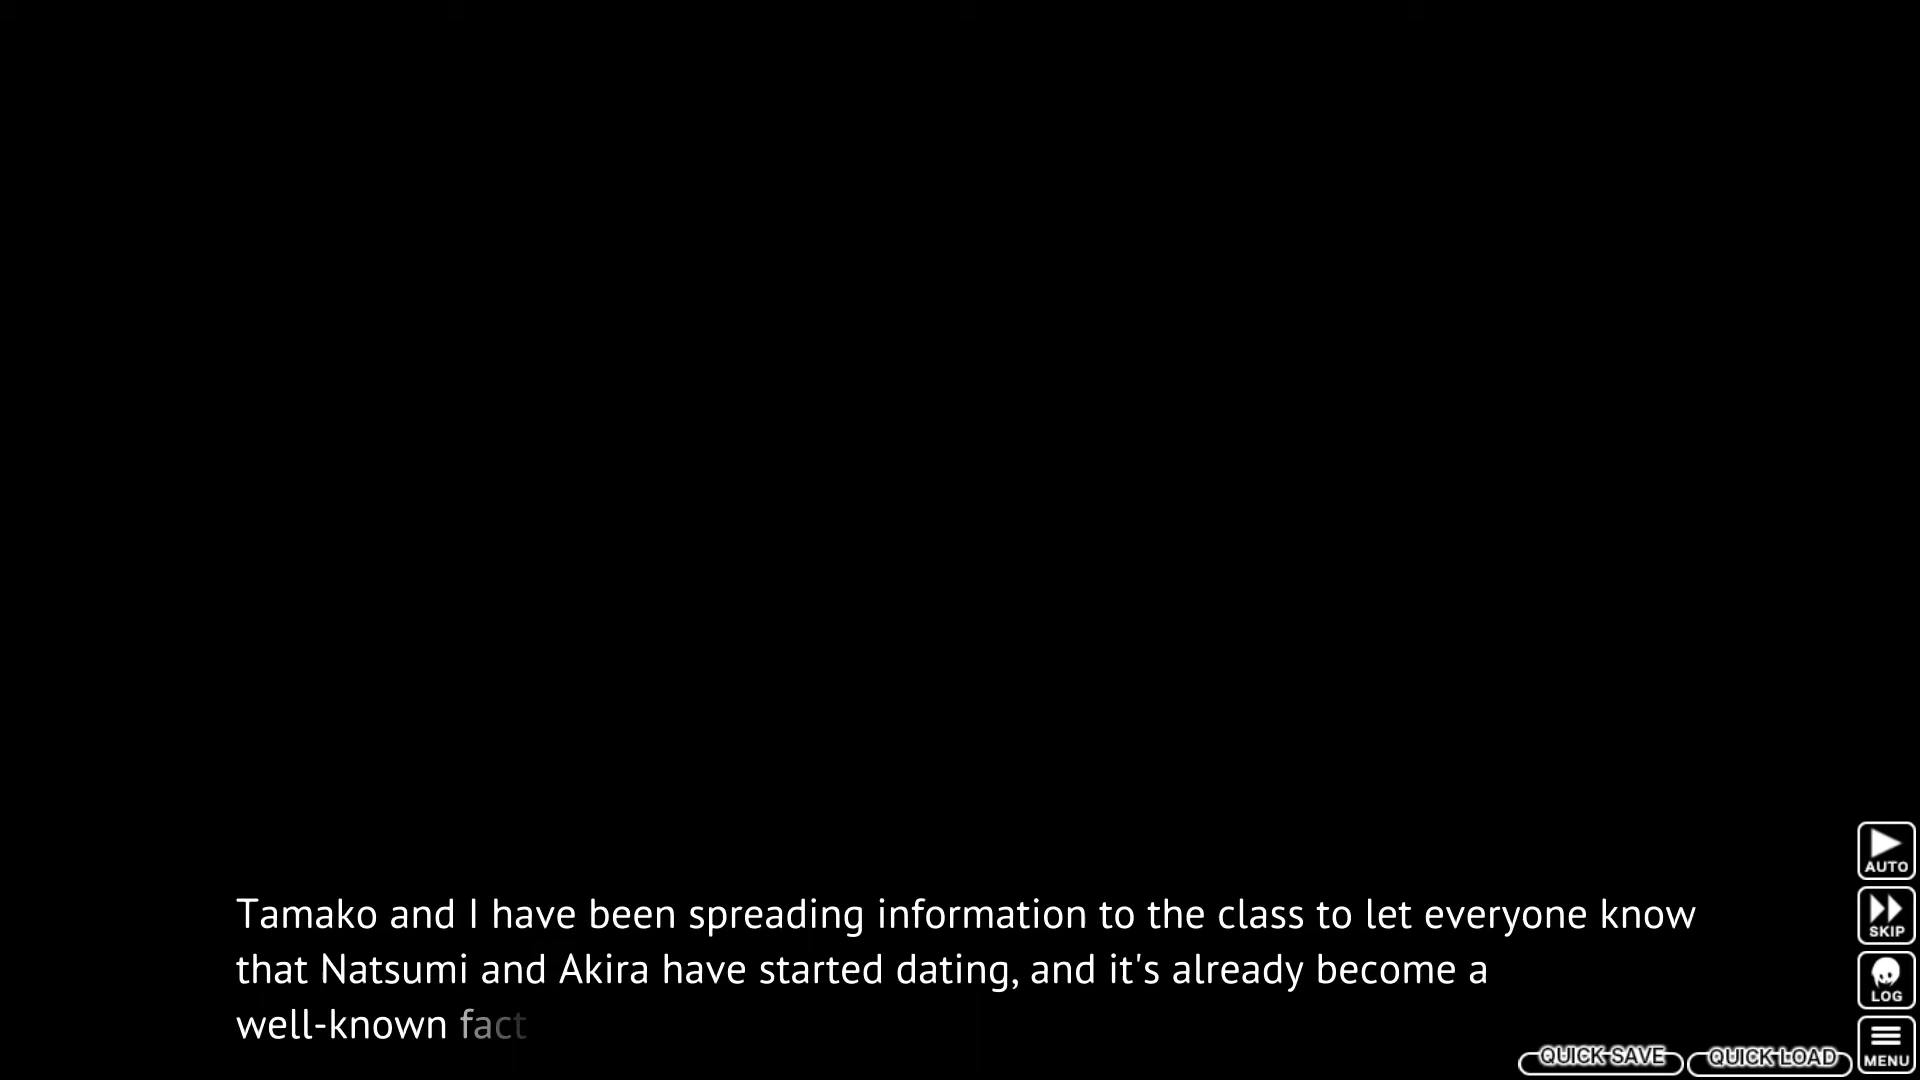 Tamako and I have been spreading information to the class to let everyone know
that Natsumi and Akira have started dating, and it's already become a
well-known fact
AUTO
SKIP
LOG
MENU
QUICK SAVE
QUICK LOAD